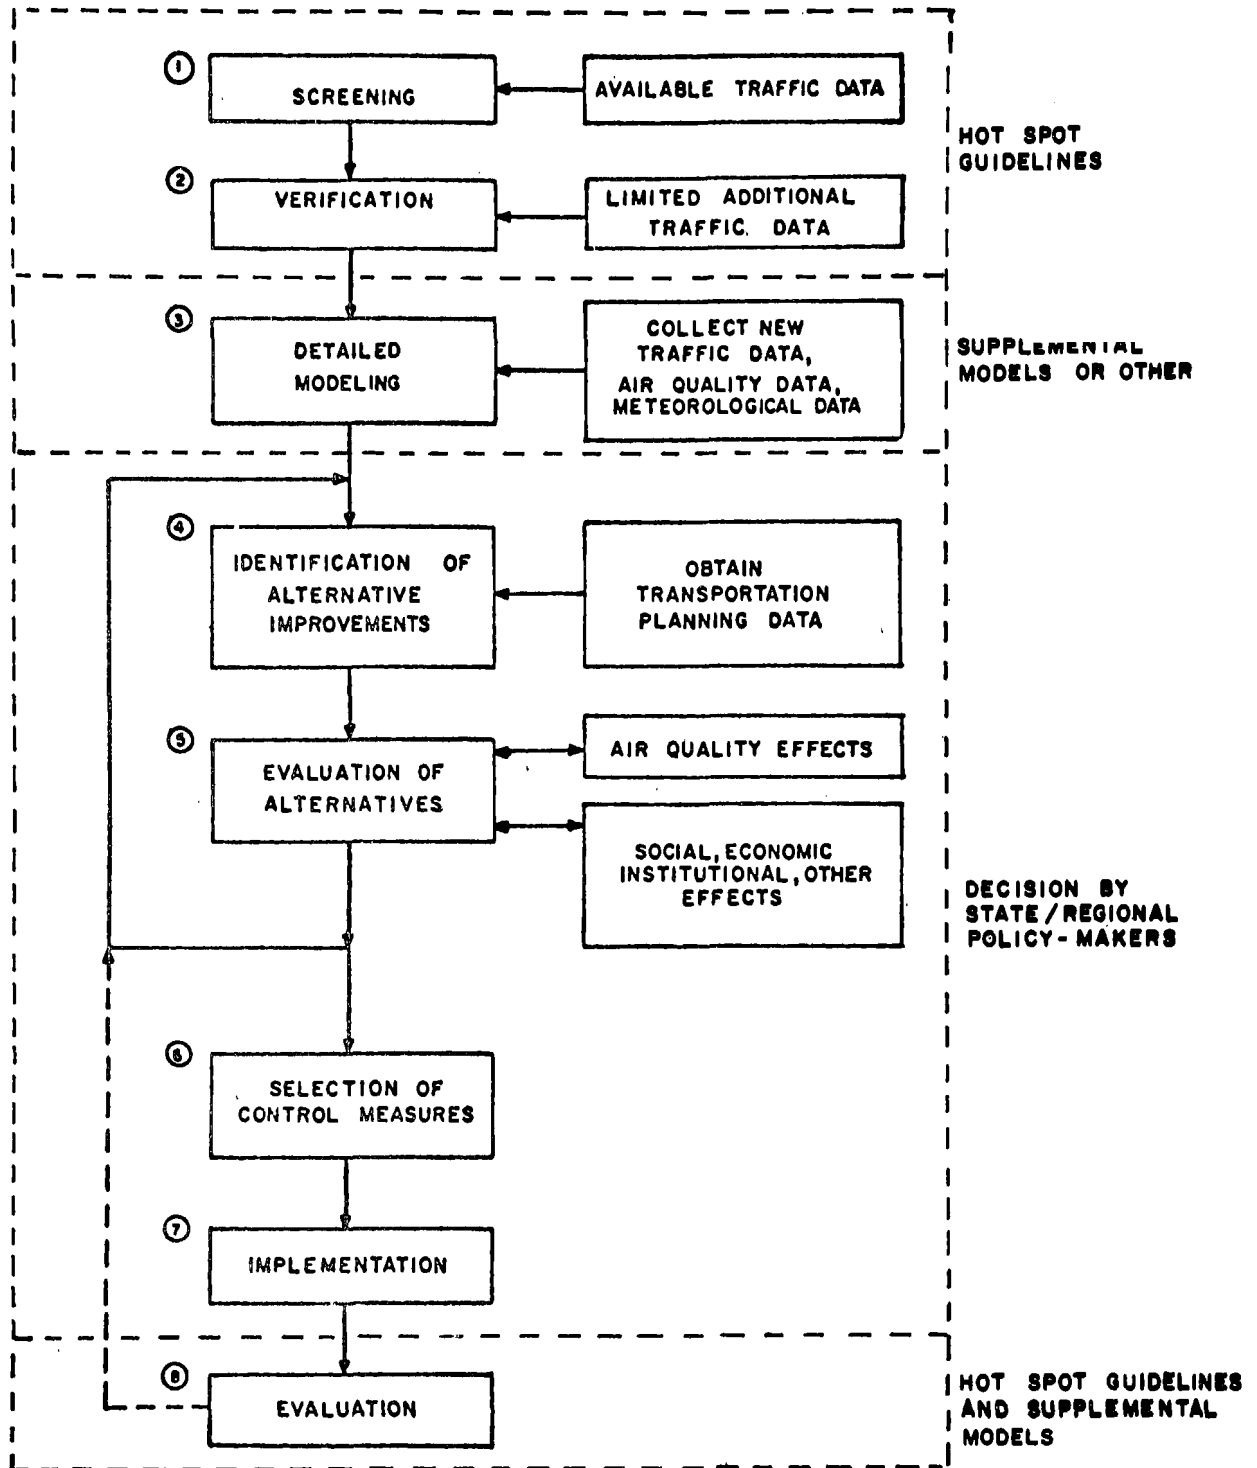 1
SCREENING
AVAILABLE TRAFFIC DATA
HOT SPOT
GUIDELINES
2
VERIFICATION
LIMITED ADDITIONAL
TRAFFIC. DATA
3
DETAILED
MODELING
COLLECT NEW
TRAFFIC DATA,
AIR QUALITY DATA,
METEOROLOGICAL DATA
SUPPLEMENTAL
MODELS OR OTHER
4
IDENTIFICATION OF
ALTERNATIVE
IMPROVEMENTS
OBTAIN
TRANSPORTATION
PLANNING DATA
5
EVALUATION OF
ALTERNATIVES
AIR QUALITY EFFECTS
SOCIAL, ECONOMIC
INSTITUTIONAL, OTHER
EFFECTS
DECISION BY
STATE/REGIONAL
POLICY-MAKERS
6
SELECTION OF
CONTROL MEASURES
7
IMPLEMENTATION
8
EVALUATION
HOT SPOT GUIDELINES
AND SUPPLEMENTAL
MODELS